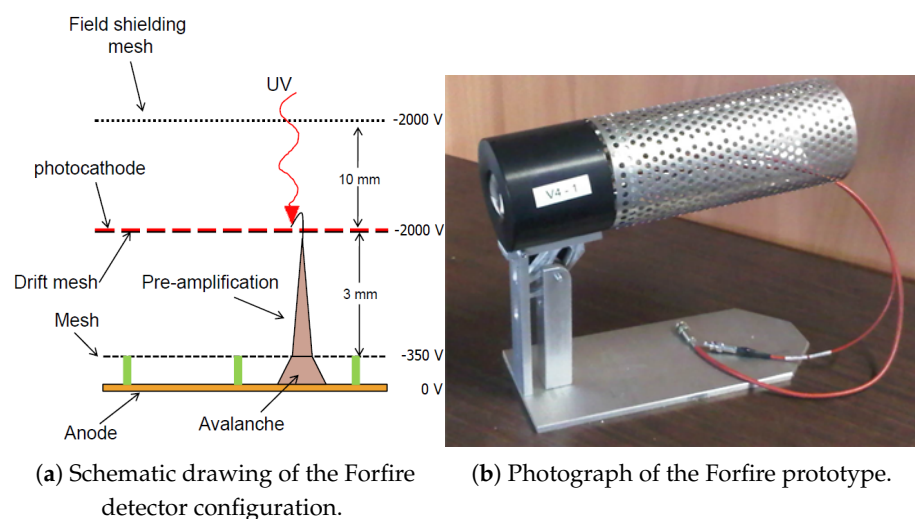 Field shielding
mesh
UV
-2000 V
photocathode
10 mm
-2000 V
Drift mesh
Pre-amplification
3 mm
Mesh
-350 V
0 V
Anode
Avalanche
V4 - 1
(a) Schematic drawing of the Forfire
detector configuration.
(b) Photograph of the Forfire prototype.